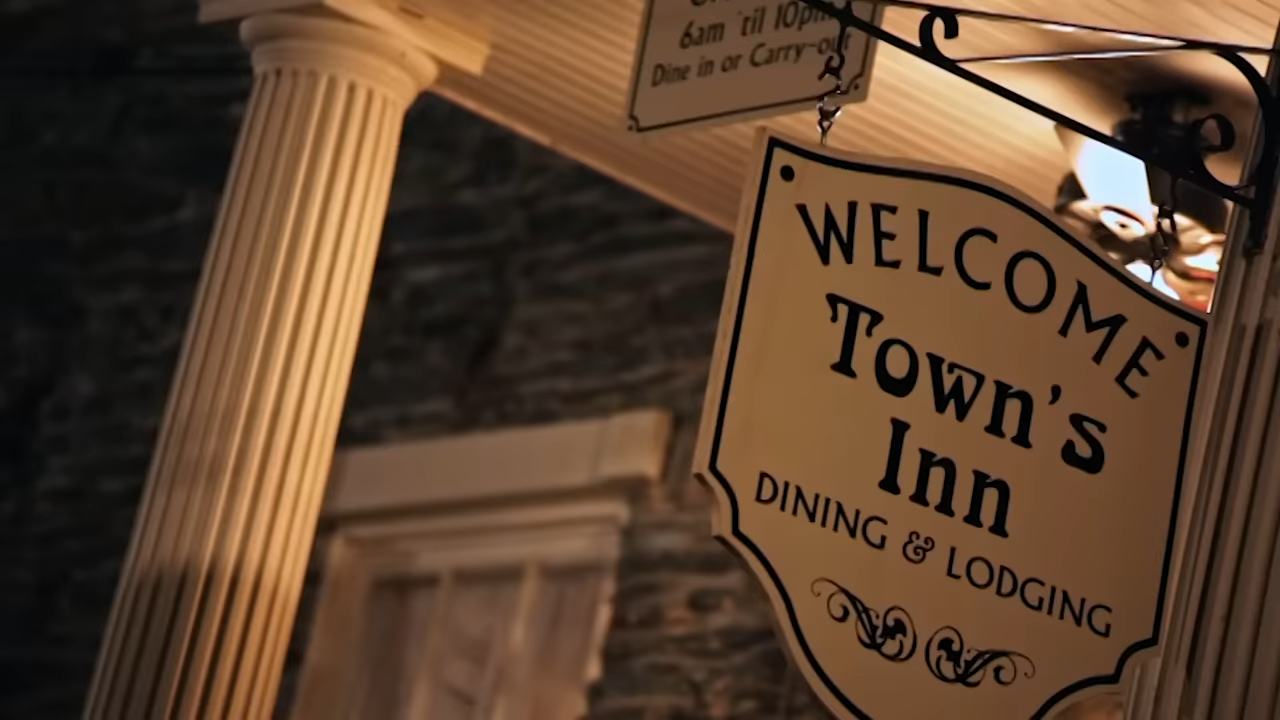 6am 'til 10pm
Dine in or Carry-out
WELCOME
Town's
Inn
DINING & LODGING